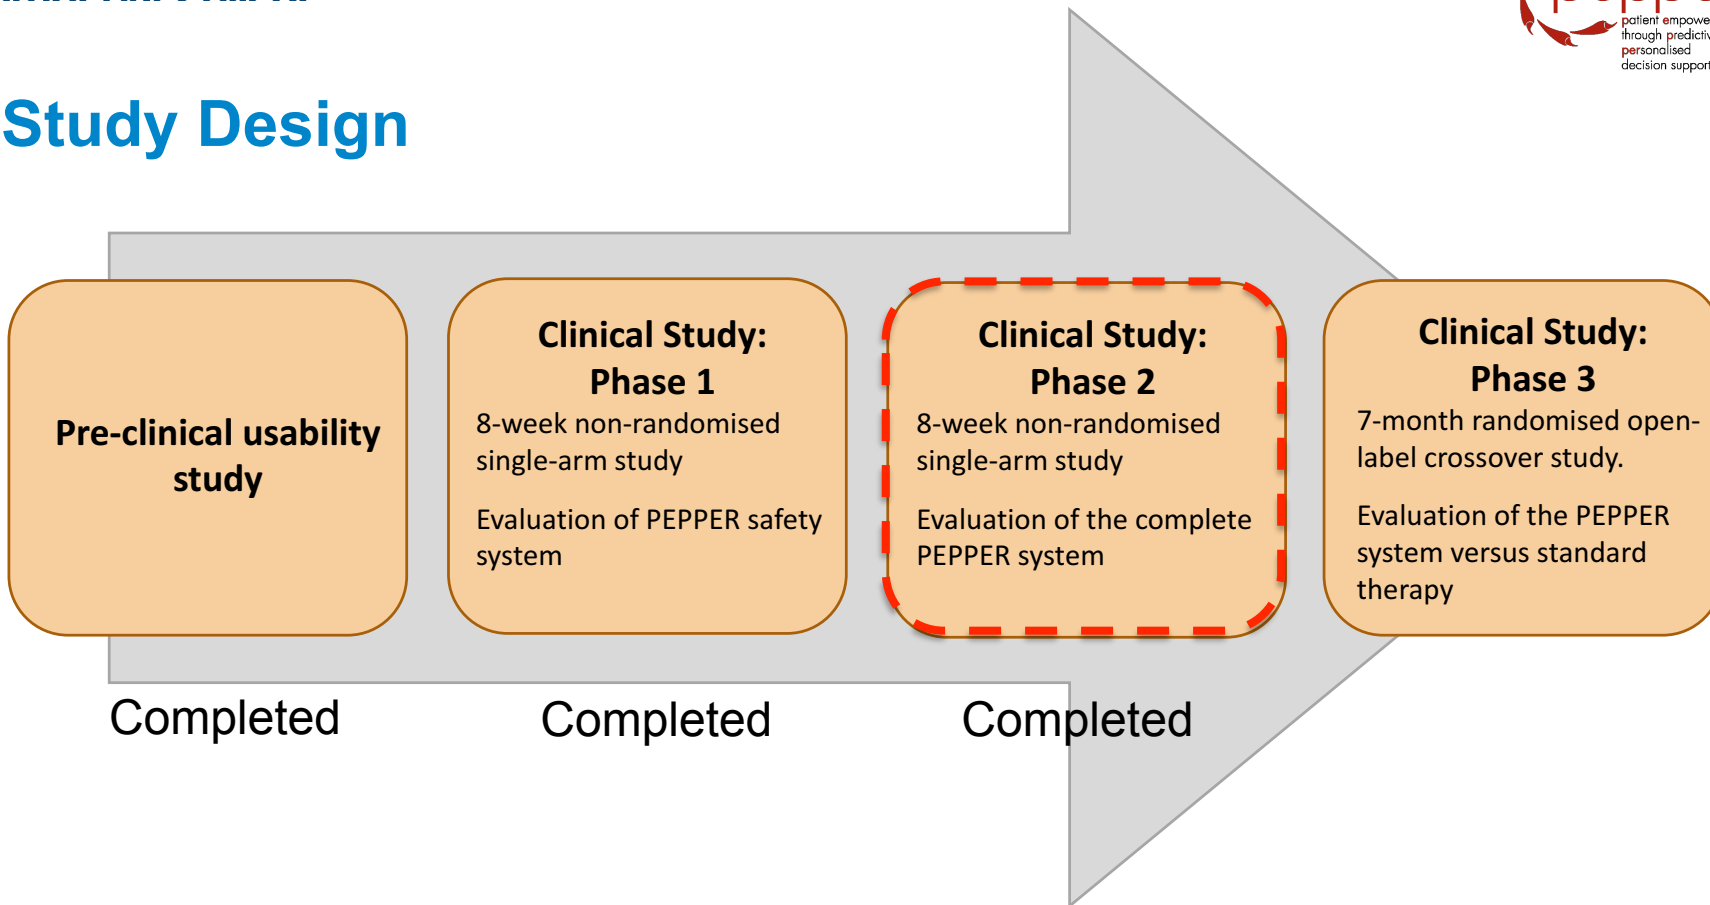 patient empowe
through predictiv
personalised
decision support
Study Design
Pre-clinical usability
study
Clinical Study:
Phase 1
8-week non-randomised
single-arm study
Evaluation of PEPPER safety
system
Clinical Study:
Phase 2
8-week non-randomised
single-arm study
Evaluation of the complete
PEPPER system
Clinical Study:
Phase 3
7-month randomised open-
label crossover study.
Evaluation of the PEPPER
system versus standard
therapy
Completed
Completed
Completed